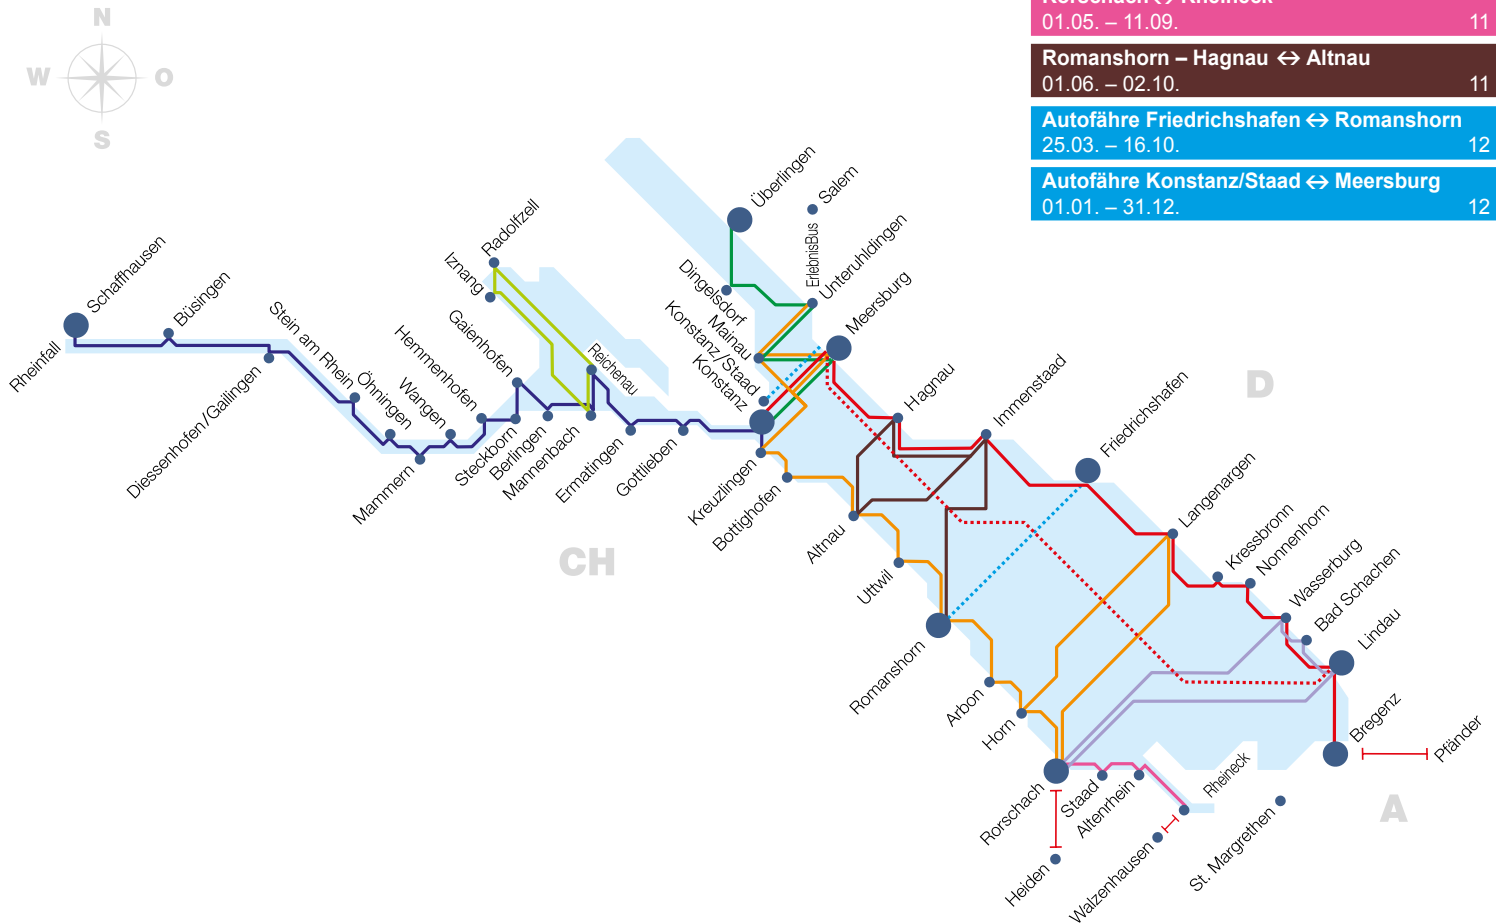 N
W
O
S
Rorschach ↔ Rheineck
01.05. – 11.09. 11
Romanshorn – Hagnau ↔ Altnau
01.06. – 02.10. 11
Autofähre Friedrichshafen ↔ Romanshorn
25.03. – 16.10. 12
Autofähre Konstanz/Staad ↔ Meersburg
01.01. – 31.12. 12
Schaffhausen
Rheinfall
Büsingen
Diessenhofen/Gailingen
Stein am Rhein
Öhningen
Mammern
Wangen
Hemmenhofen
Steckborn
Gaienhofen
Berlingen
Mannenbach
Iznang
Radolfzell
Reichenau
Ermatingen
Gottlieben
Überlingen
Salem
ErlebnisBus
Dingelsdorf
Unteruhldingen
Mainau
Konstanz/Staad
Konstanz
Meersburg
Kreuzlingen
Bottighofen
Hagnau
Immenstaad
Altnau
Uttwil
Friedrichshafen
D
CH
Romanshorn
Langenargen
Kressbronn
Nonnenhorn
Wasserburg
Bad Schachen
Lindau
Arbon
Horn
Bregenz
Pfänder
Rorschach
Staad
Altenrhein
Rheineck
Heiden
Walzenhausen
St. Margrethen
A